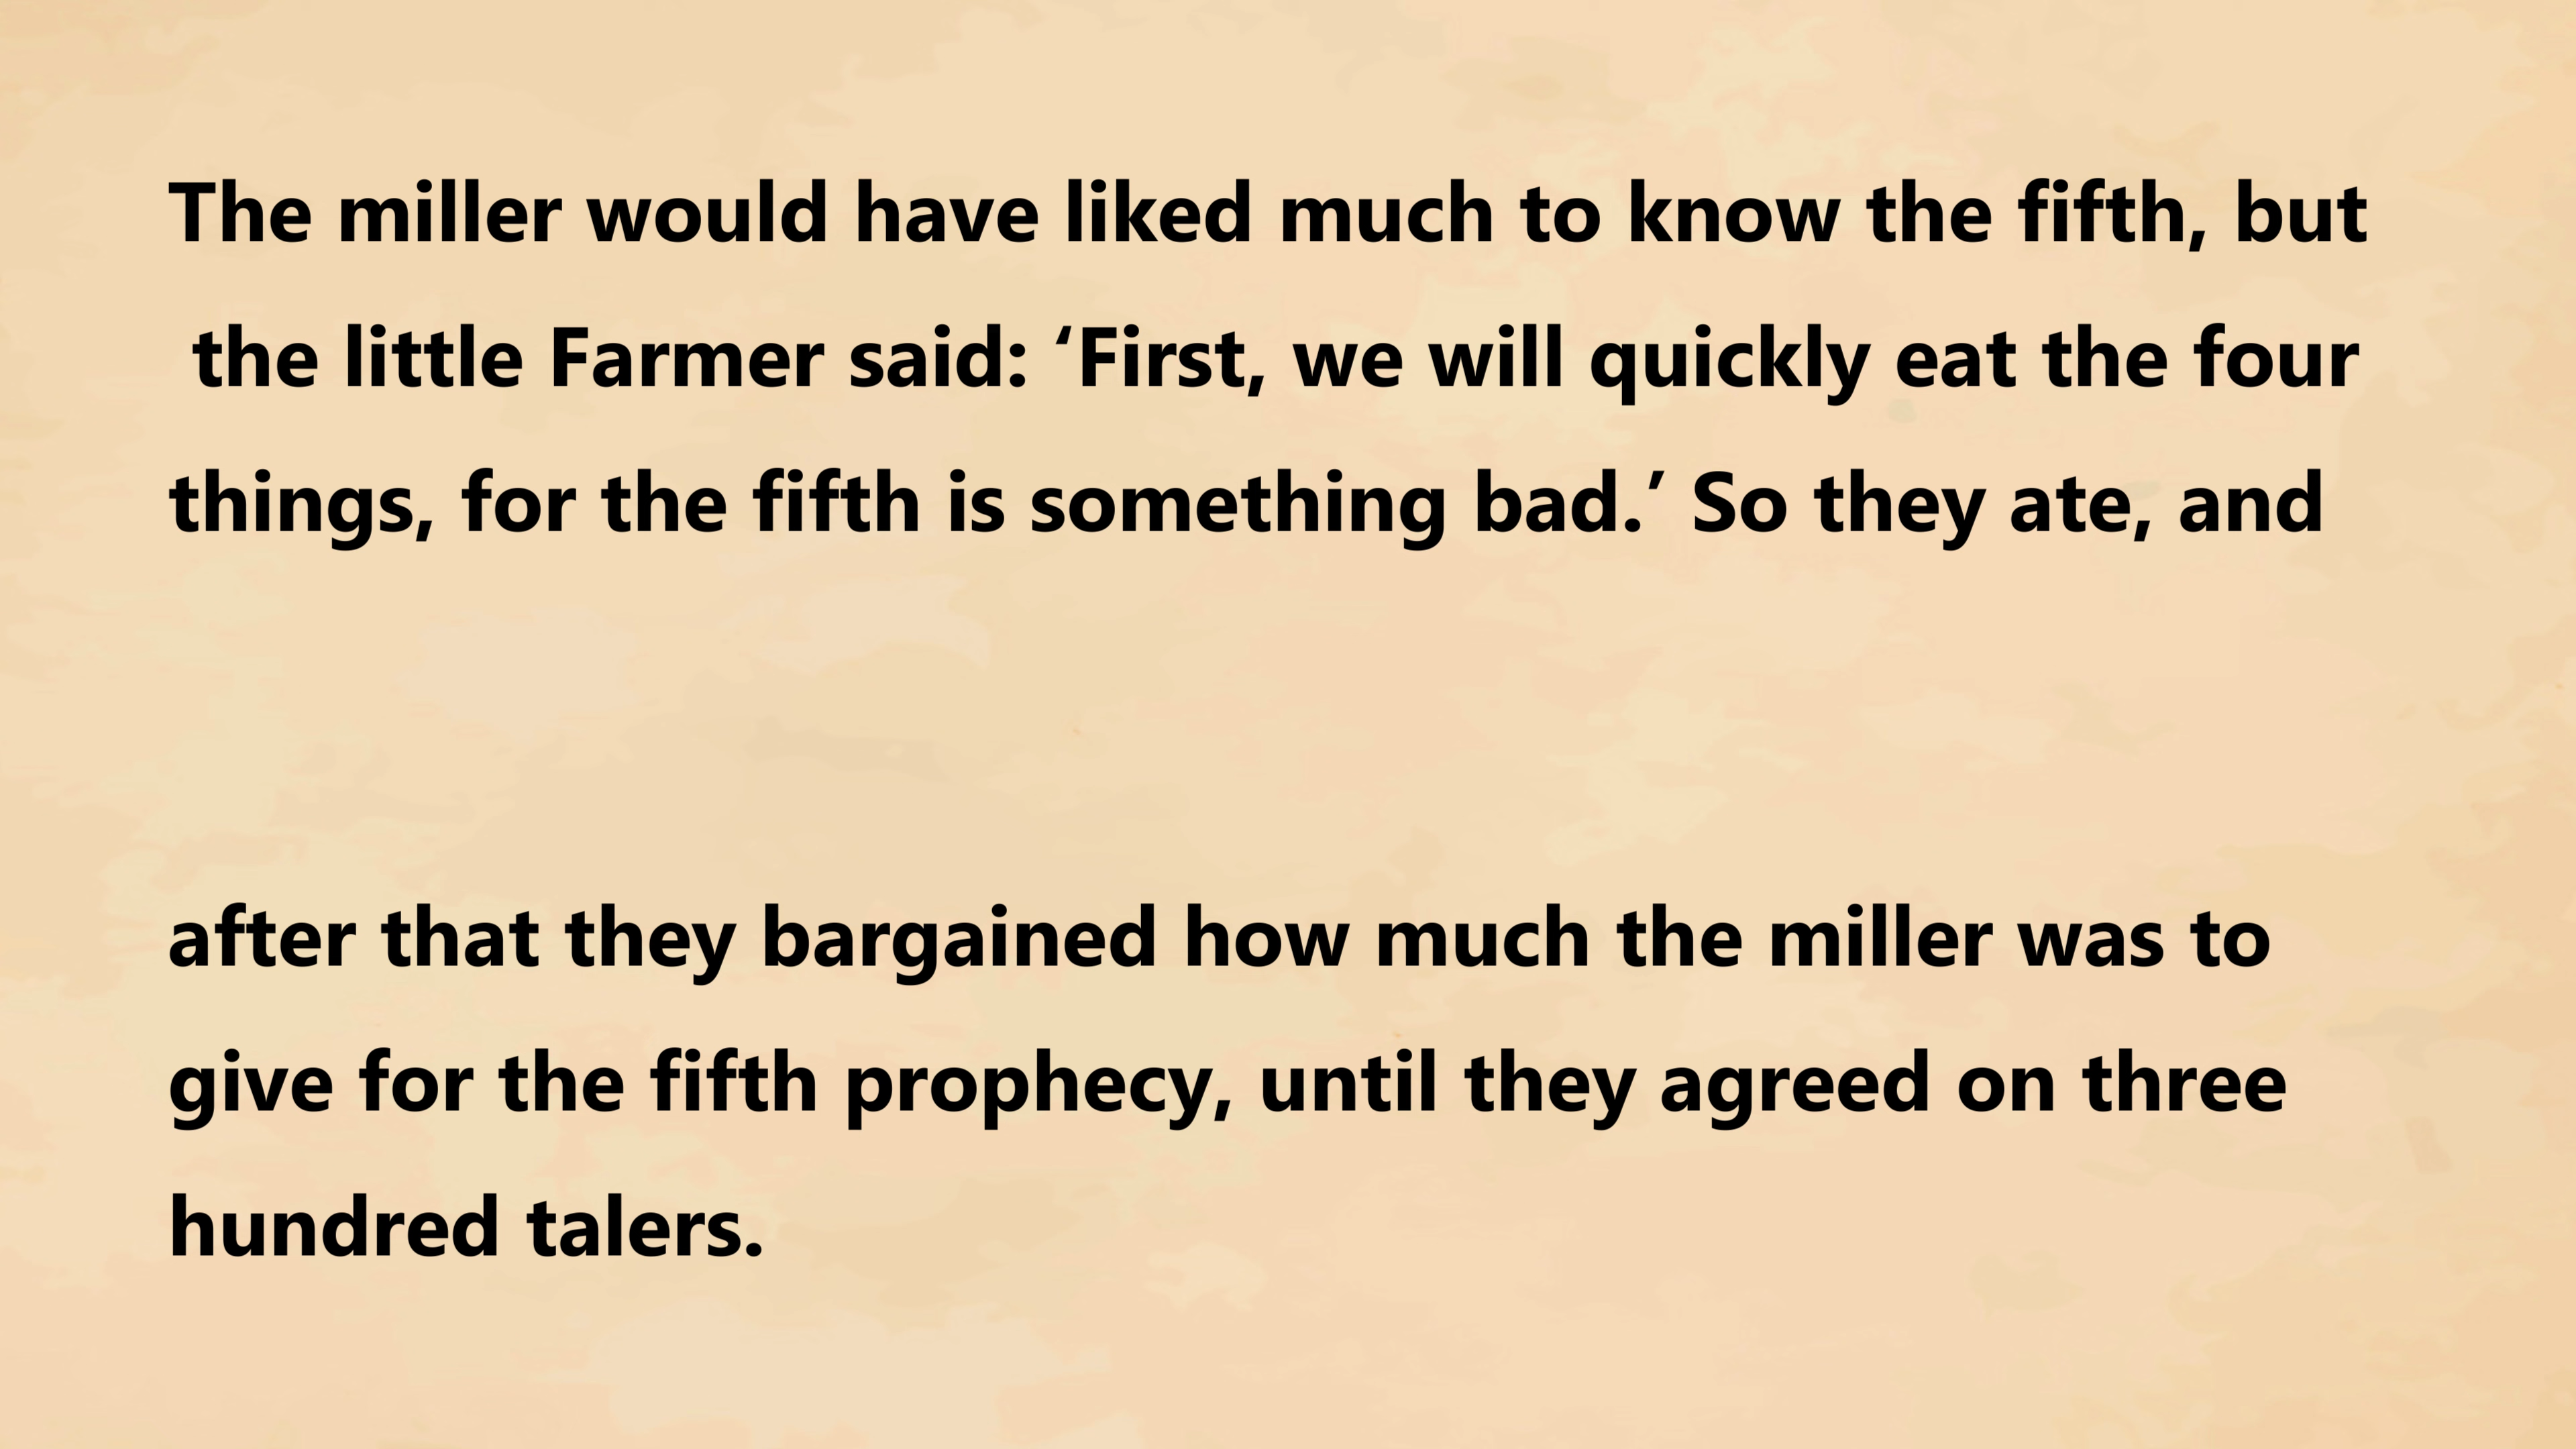 The miller would have liked much to know the fifth, but
the little Farmer said: ‘First, we will quickly eat the four
things, for the fifth is something bad.’ So they ate, and
after that they bargained how much the miller was to
give for the fifth prophecy, until they agreed on three
hundred talers.